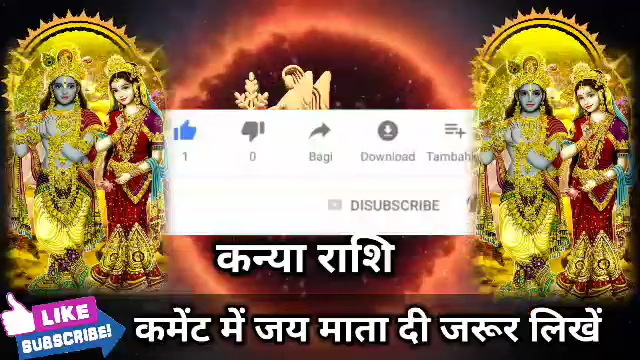 1 0 Bagi Download Tambah
DISUBSCRIBE
कन्या राशि
LIKE
SUBSCRIBE!
कमेंट में जय माता दी जरूर लिखें